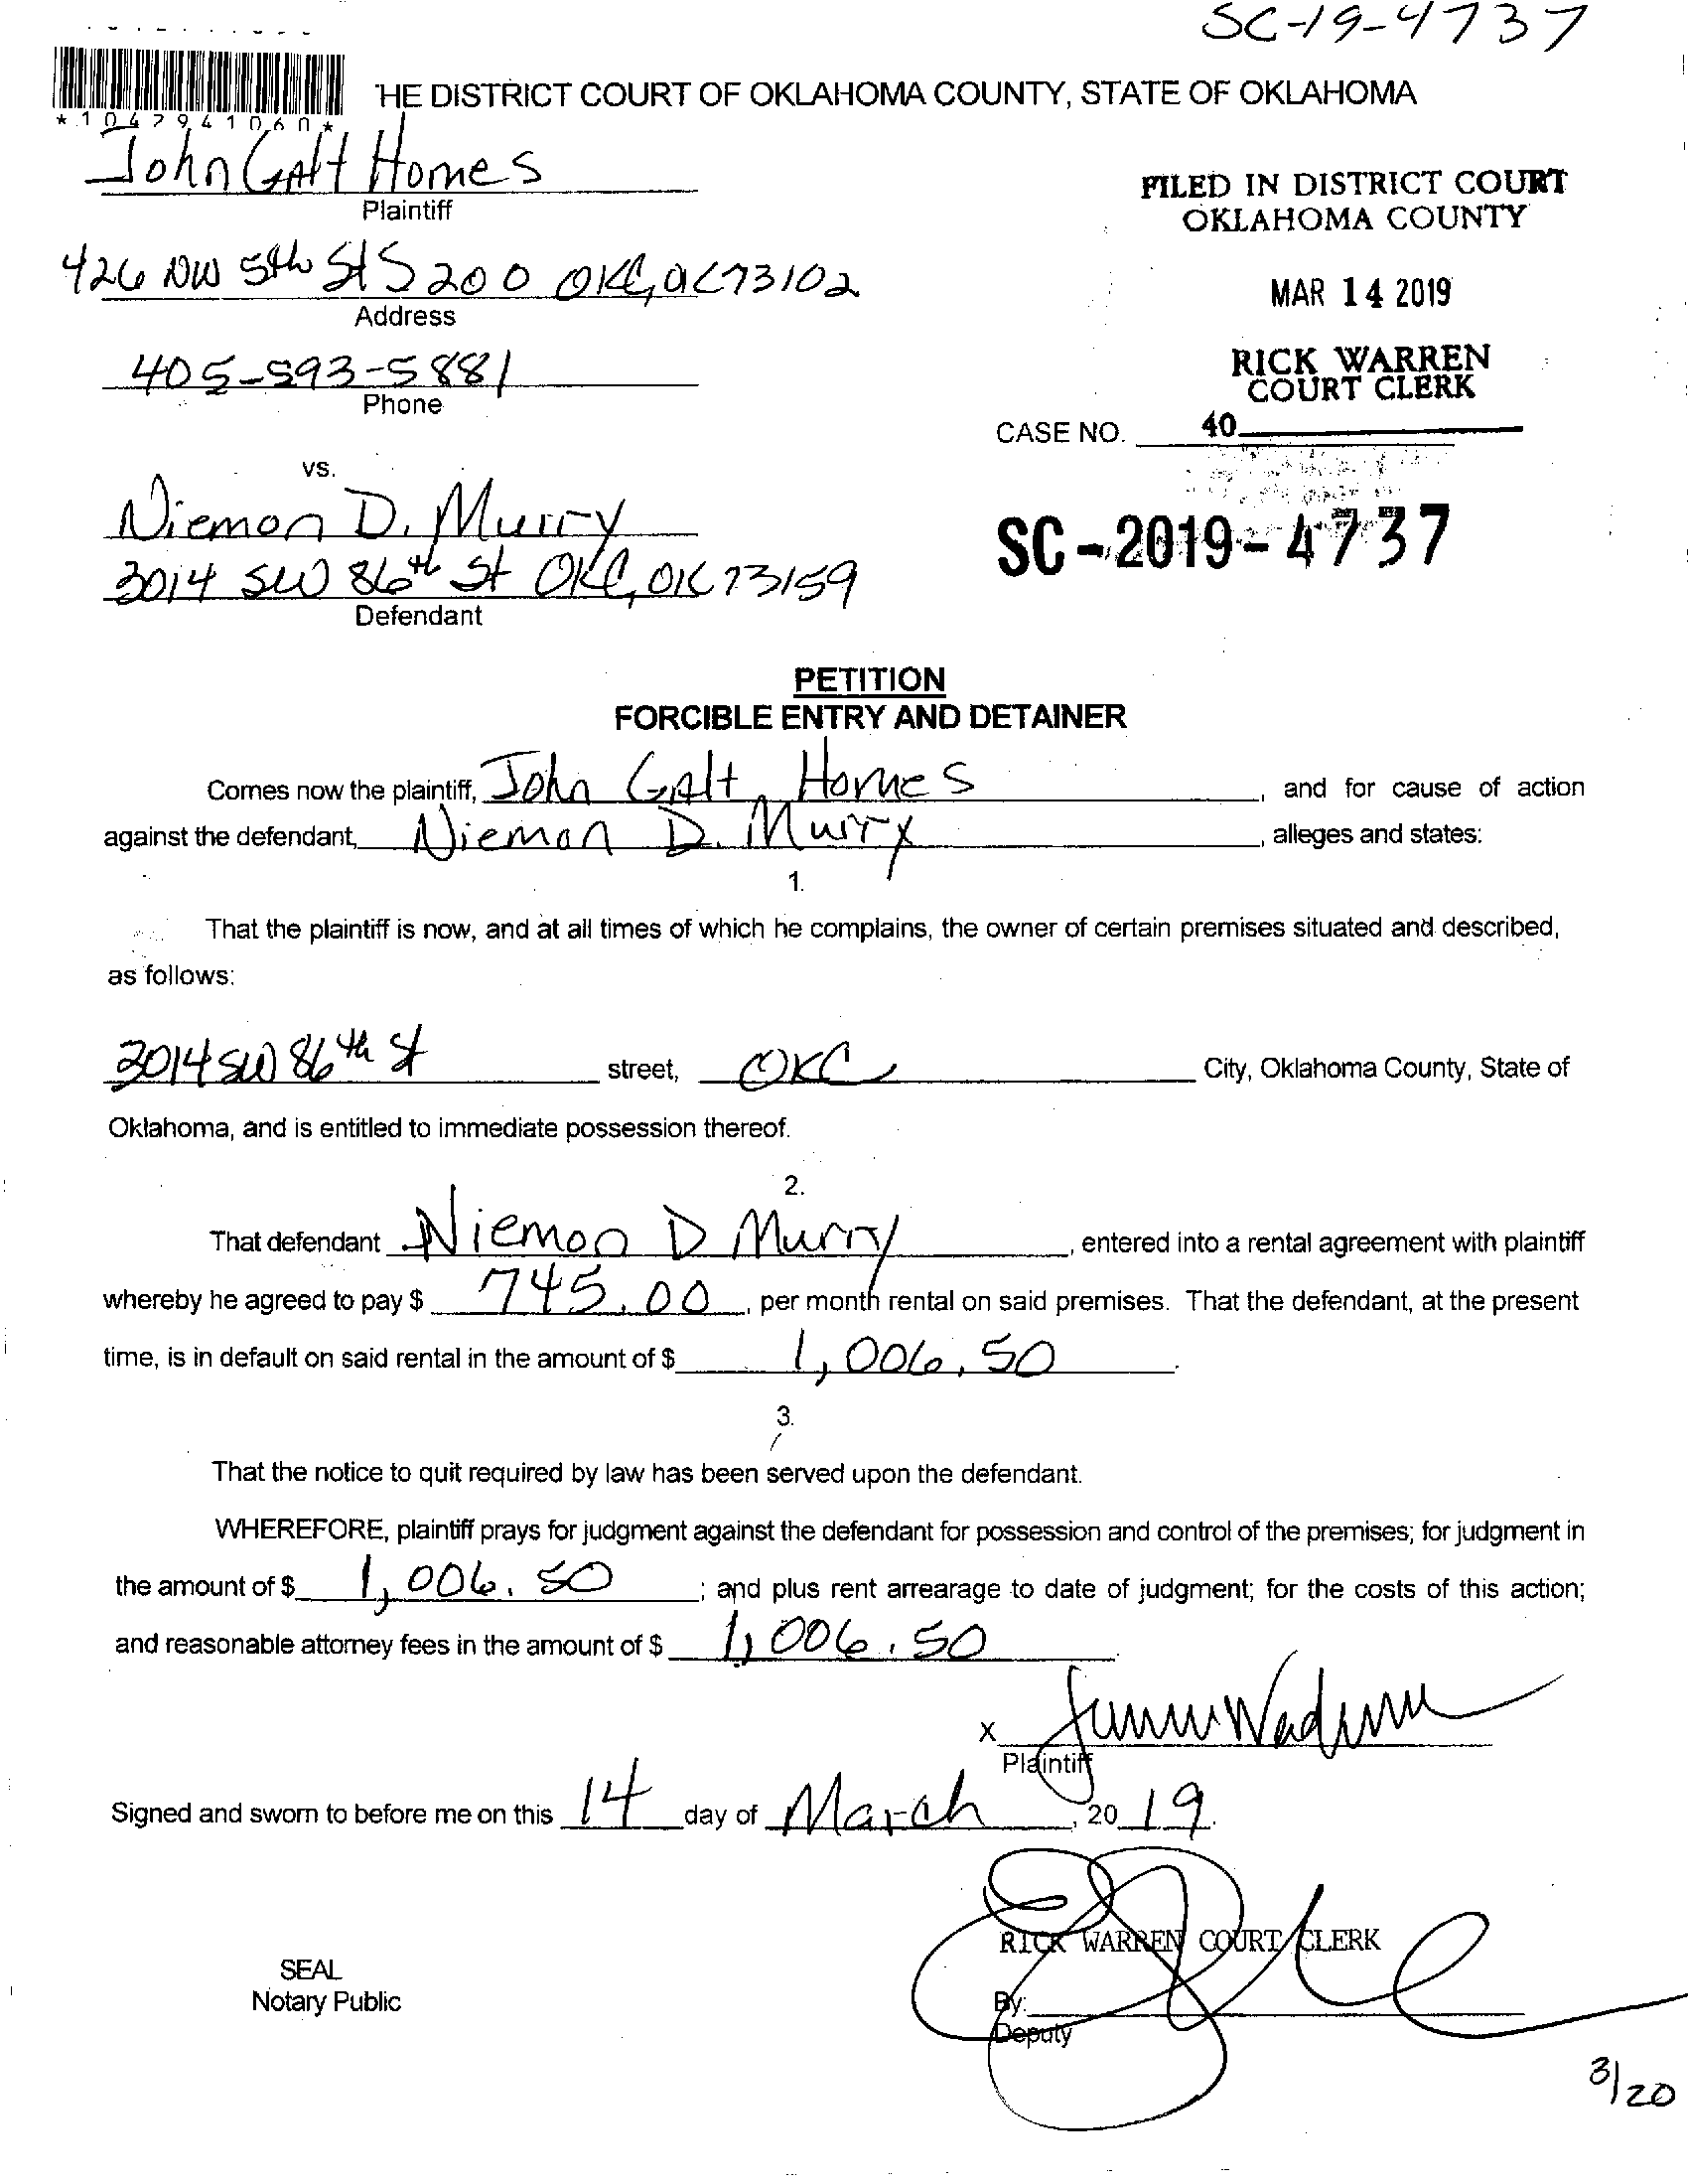 SC-19-4737
HE DISTRICT COURT OF OKLAHOMA COUNTY, STATE OF OKLAHOMA
*1047941060*
John Galt Homes
Plaintiff
FILED IN DISTRICT COURT
OKLAHOMA COUNTY
426 NW 5th St S 200 OKC, OK 73102
Address
MAR 14 2019
405-593-5881
Phone
RICK WARREN
COURT CLERK
CASE NO. 40
vs.
Niemon D. Murry
SC-2019-4737
3014 SW 86th St OKC, OK 73159
Defendant
PETITION
FORCIBLE ENTRY AND DETAINER
Comes now the plaintiff, John Galt Homes, and for cause of action
against the defendant, Niemon D. Murry, alleges and states:
1.
That the plaintiff is now, and at all times of which he complains, the owner of certain premises situated and described,
as follows:
3014 SW 86th St street, OKC City, Oklahoma County, State of
Oklahoma, and is entitled to immediate possession thereof.
2.
That defendant Niemon D Murry, entered into a rental agreement with plaintiff
whereby he agreed to pay $ 745.00, per month rental on said premises. That the defendant, at the present
time, is in default on said rental in the amount of $ 1,006.50.
3.
That the notice to quit required by law has been served upon the defendant.
WHEREFORE, plaintiff prays for judgment against the defendant for possession and control of the premises; for judgment in
the amount of $ 1,006.50; and plus rent arrearage to date of judgment; for the costs of this action;
and reasonable attorney fees in the amount of $ 1,006.50.
X
Plaintiff
Signed and sworn to before me on this 14 day of March, 20 19.
RICK WARREN COURT CLERK
SEAL
Notary Public
By:
Deputy
3/20